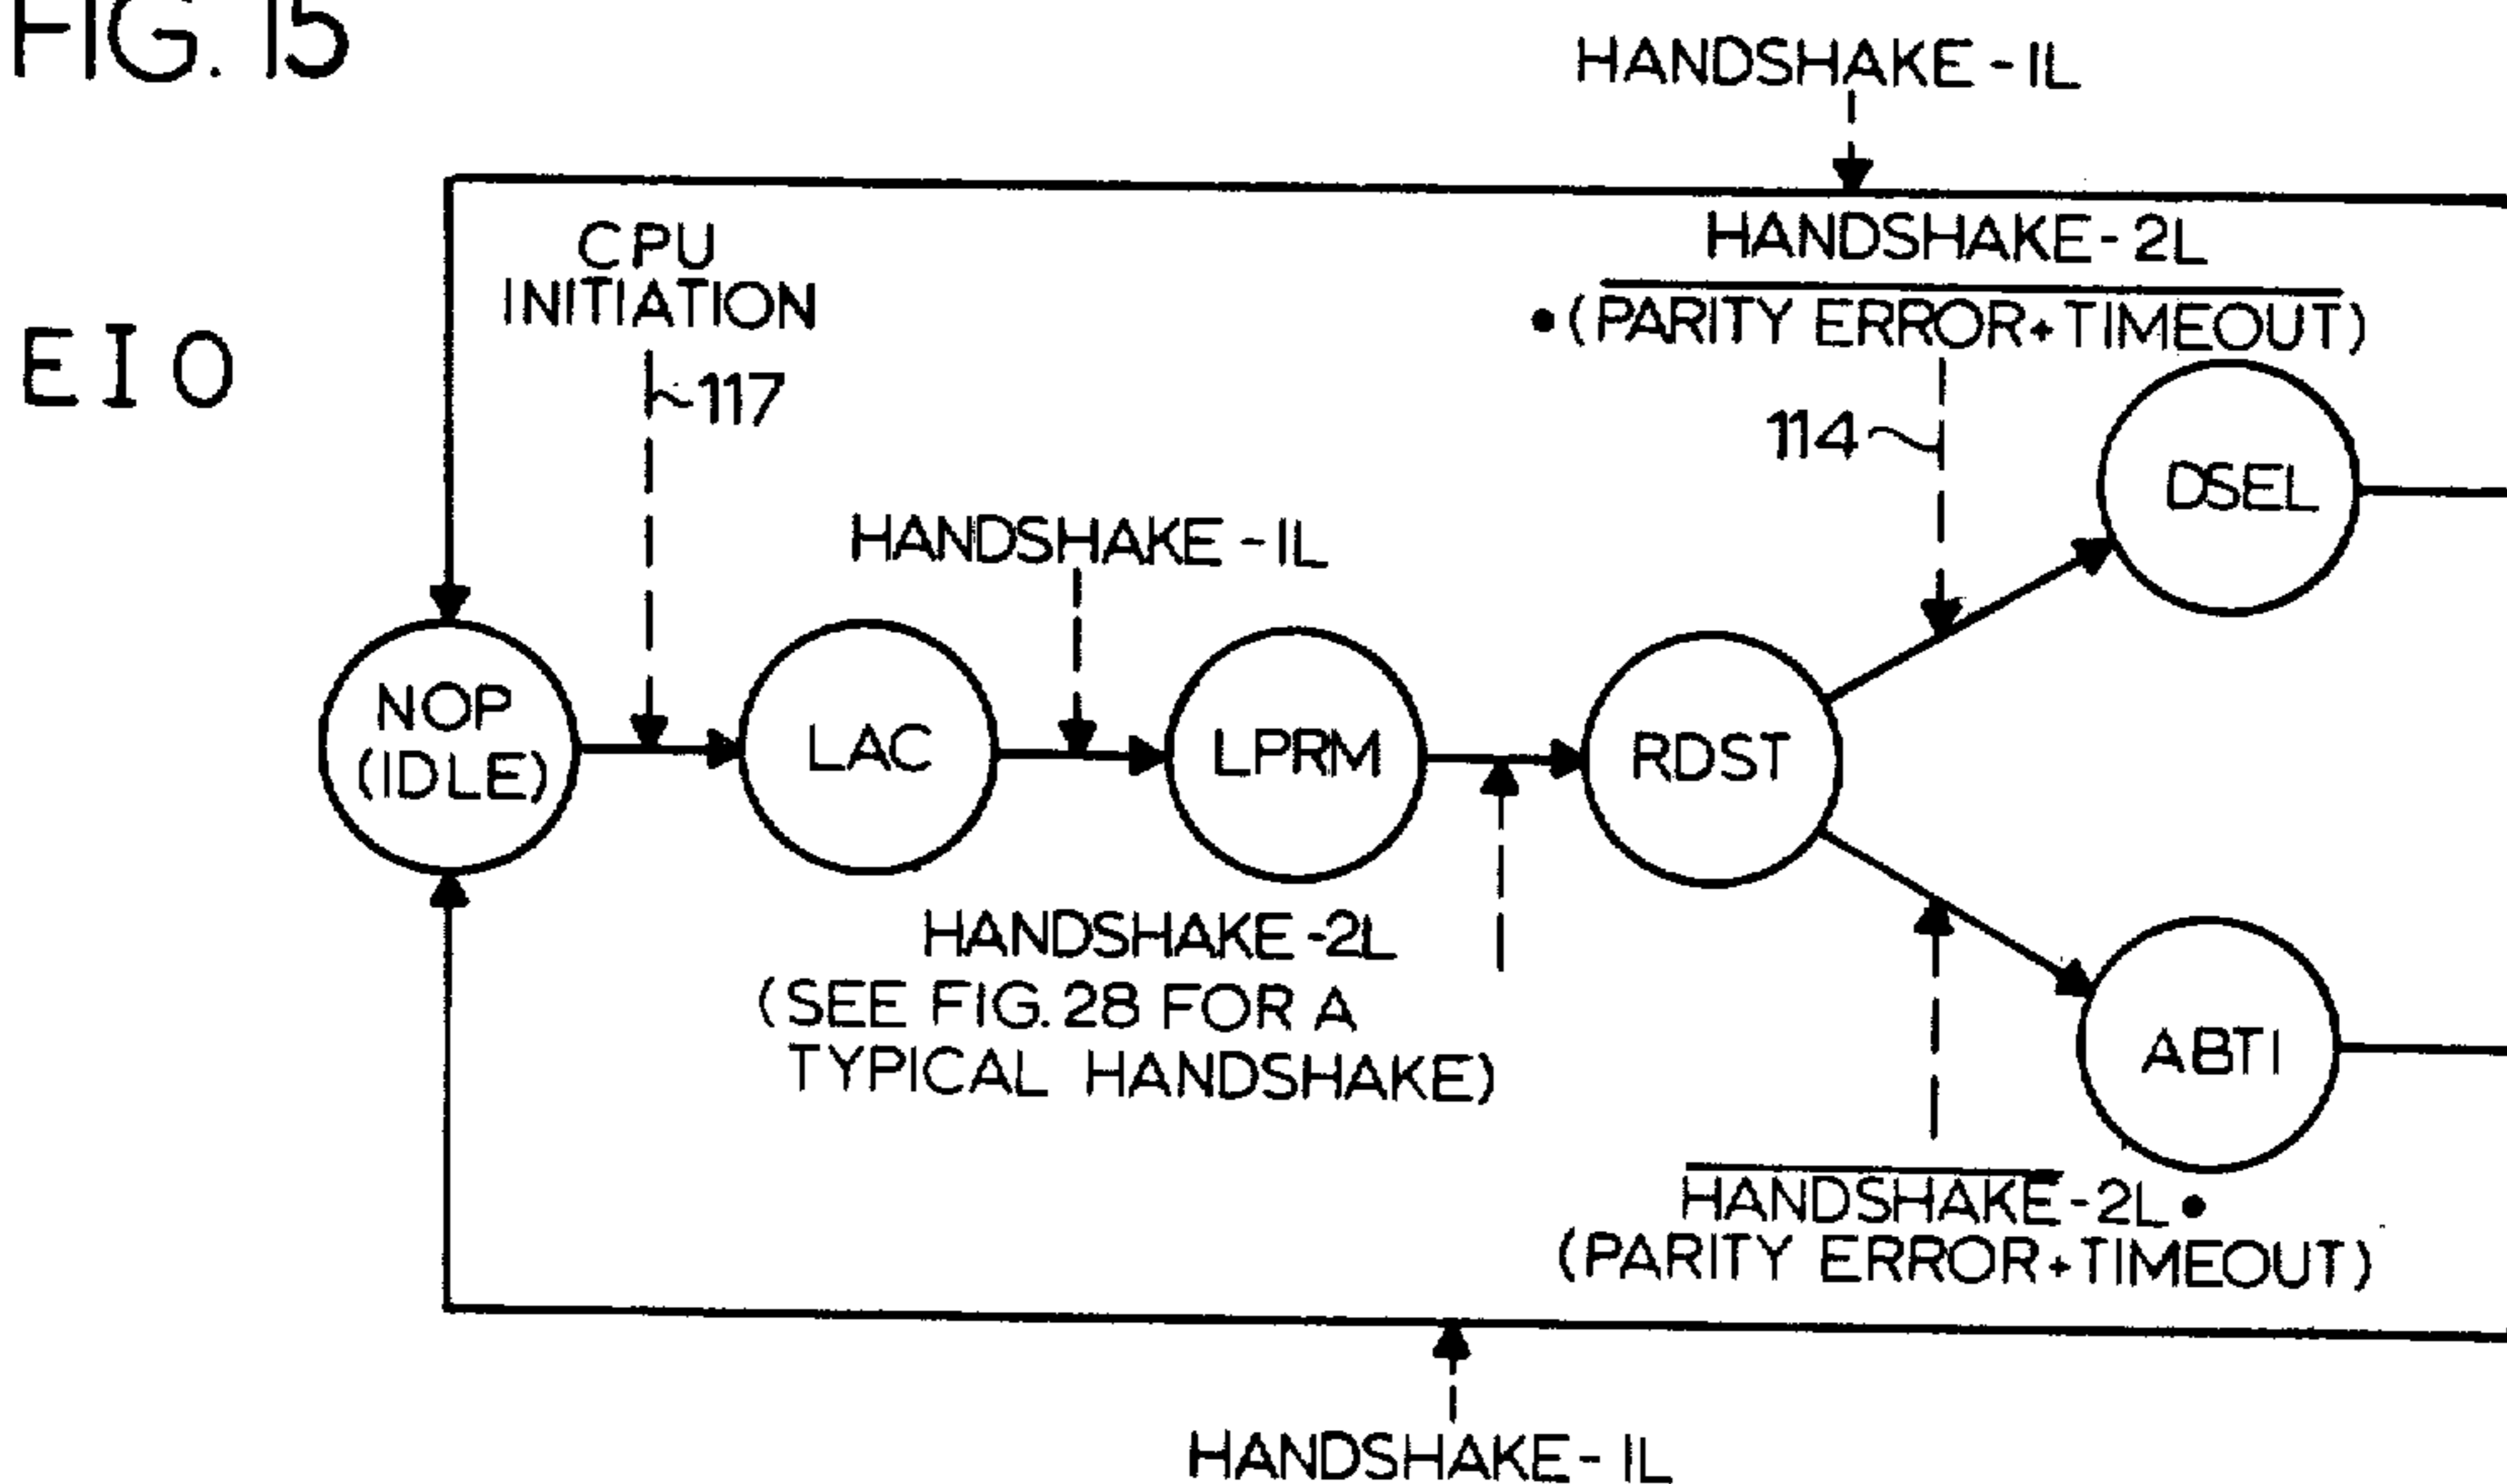 FIG. 15
HANDSHAKE-1L
HANDSHAKE-2L
•(PARITY ERROR+TIMEOUT)
CPU
INITIATION
EIO
117
114
DSEL
HANDSHAKE-1L
NOP
(IDLE)
LAC
LPRM
RDST
HANDSHAKE-2L
(SEE FIG. 28 FOR A
TYPICAL HANDSHAKE)
ABTI
HANDSHAKE-2L•
(PARITY ERROR+TIMEOUT)
HANDSHAKE-1L